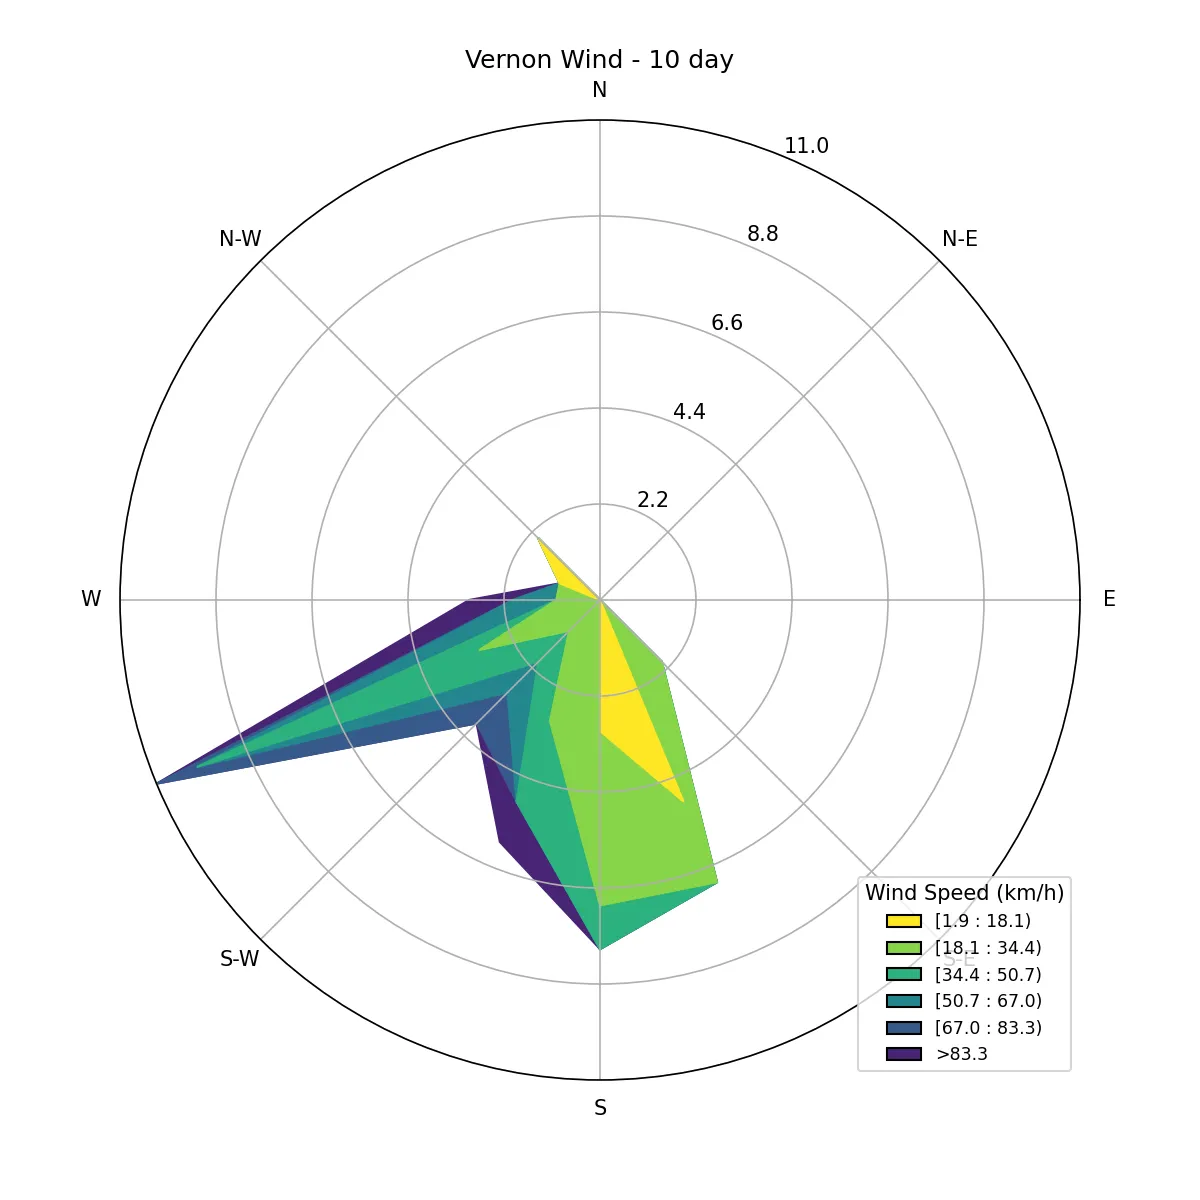 Vernon Wind - 10 day
N
11.0
N-W
N-E
8.8
6.6
4.4
2.2
W
E
S-W
S-E
S
Wind Speed (km/h)
[1.9 : 18.1)
[18.1 : 34.4)
[34.4 : 50.7)
[50.7 : 67.0)
[67.0 : 83.3)
>83.3